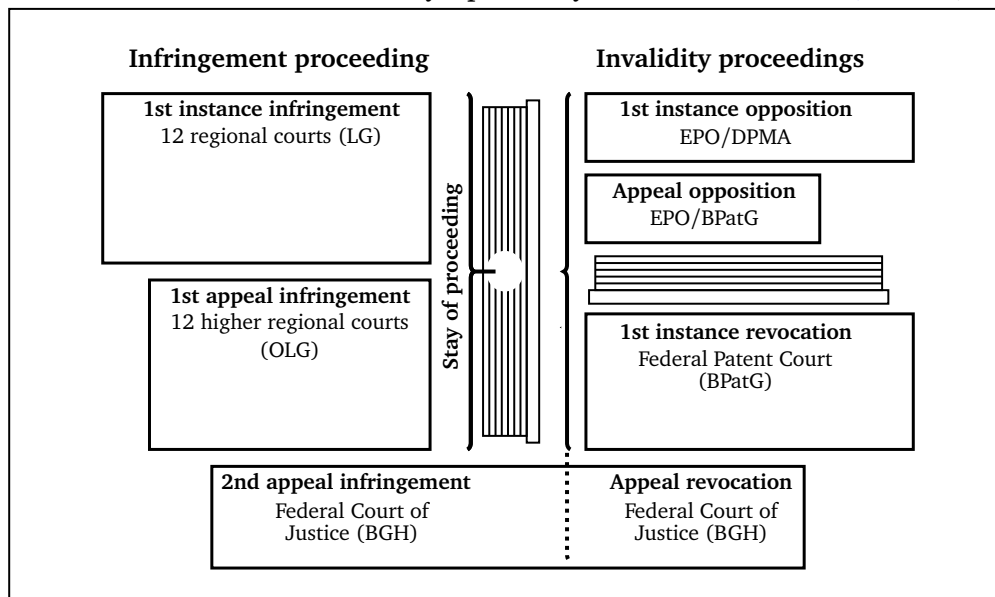 Infringement proceeding
1st instance infringement
12 regional courts (LG)
1st appeal infringement
12 higher regional courts
(OLG)
Stay of proceeding
Invalidity proceedings
1st instance opposition
EPO/DPMA
Appeal opposition
EPO/BPatG
1st instance revocation
Federal Patent Court
(BPatG)
2nd appeal infringement
Federal Court of
Justice (BGH)
Appeal revocation
Federal Court of
Justice (BGH)